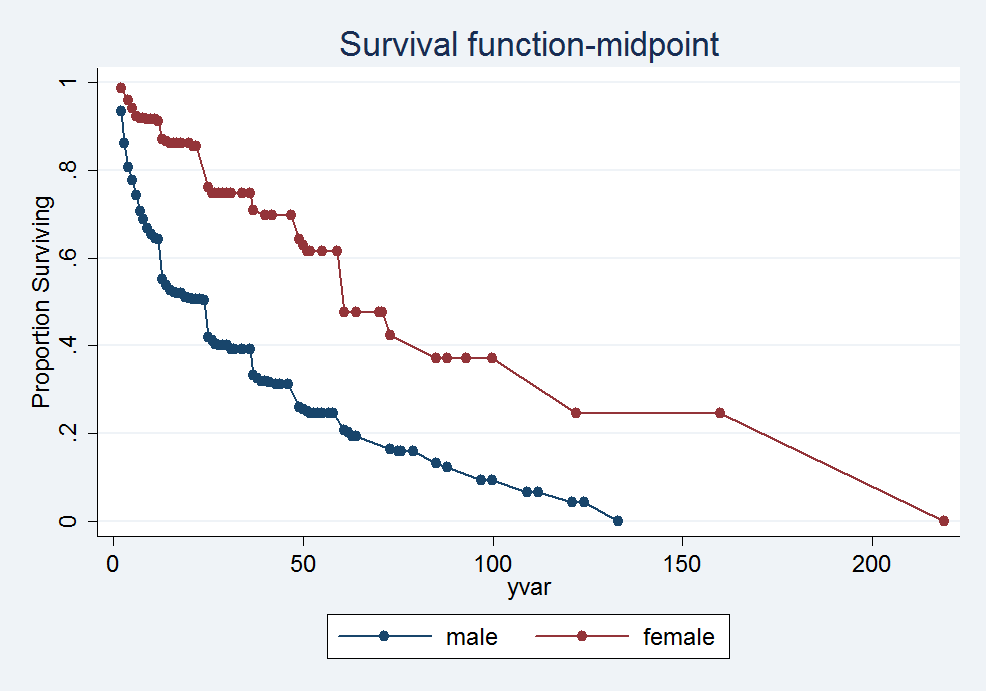 Survival function-midpoint
Proportion Surviving
1
.8
.6
.4
.2
0
0 50 100 150 200
yvar
male female